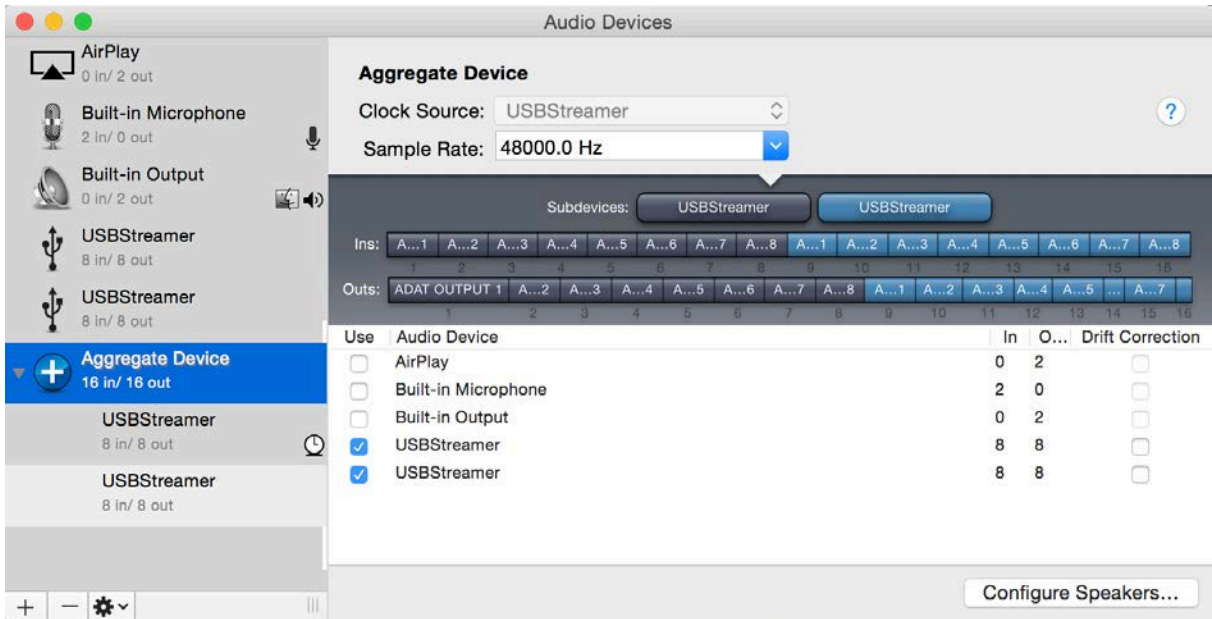 Audio Devices
AirPlay
0 in/ 2 out
Built-in Microphone
2 in/ 0 out
Built-in Output
0 in/ 2 out
USBStreamer
8 in/ 8 out
USBStreamer
8 in/ 8 out
Aggregate Device
16 in/ 16 out
USBStreamer
8 in/ 8 out
USBStreamer
8 in/ 8 out
Aggregate Device
Clock Source: USBStreamer
?
Sample Rate: 48000.0 Hz
Subdevices: USBStreamer USBStreamer
Ins: A...1 A...2 A...3 A...4 A...5 A...6 A...7 A...8 A...1 A...2 A...3 A...4 A...5 A...6 A...7 A...8
1 2 3 4 5 6 7 8 9 10 11 12 13 14 15 16
Outs: ADAT OUTPUT 1 A...2 A...3 A...4 A...5 A...6 A...7 A...8 A...1 A...2 A...3 A...4 A...5 ... A...7
1 2 3 4 5 6 7 8 9 10 11 12 13 14 15 16
Use Audio Device In O... Drift Correction
AirPlay 0 2
Built-in Microphone 2 0
Built-in Output 0 2
USBStreamer 8 8
USBStreamer 8 8
Configure Speakers...